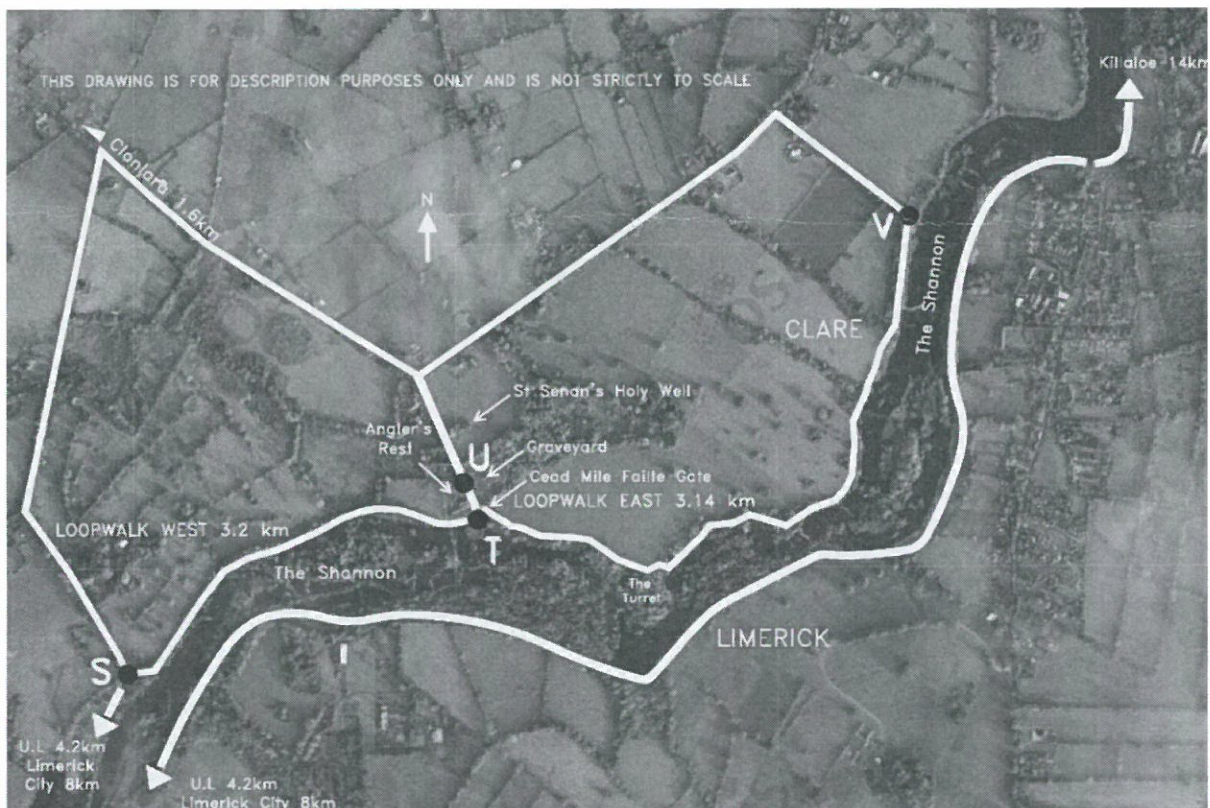 Killaloe 14km
THIS DRAWING IS FOR DESCRIPTION PURPOSES ONLY AND IS NOT STRICTLY TO SCALE
Clonlara 1.6km
N
V
The Shannon
CLARE
St Senan's Holy Well
Angler's
Rest
U
Graveyard
Cead Mile Failte Gate
LOOPWALK EAST 3.14 km
LOOPWALK WEST 3.2 km
T
The Shannon
The
Turret
LIMERICK
I
S
U.L 4.2km
Limerick
City 8km
U.L 4.2km
Limerick City 8km